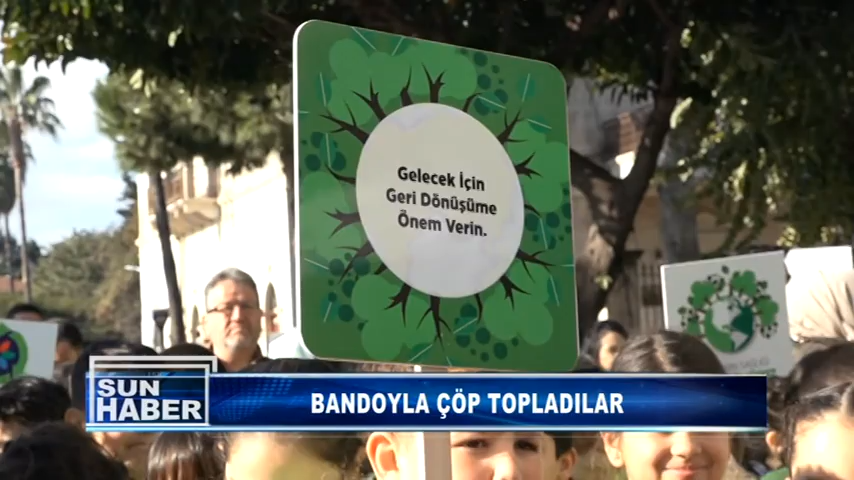 Gelecek İçin
Geri Dönüşüme
Önem Verin.
SUN
HABER
BANDOYLA ÇÖP TOPLADILAR